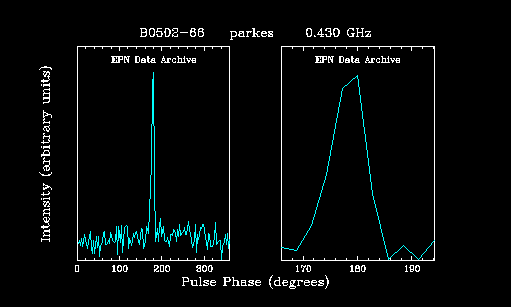 B0502-66 parkes 0.430 GHz
EPN Data Archive EPN Data Archive
Intensity (arbitrary units)
0 100 200 300 170 180 190
Pulse Phase (degrees)